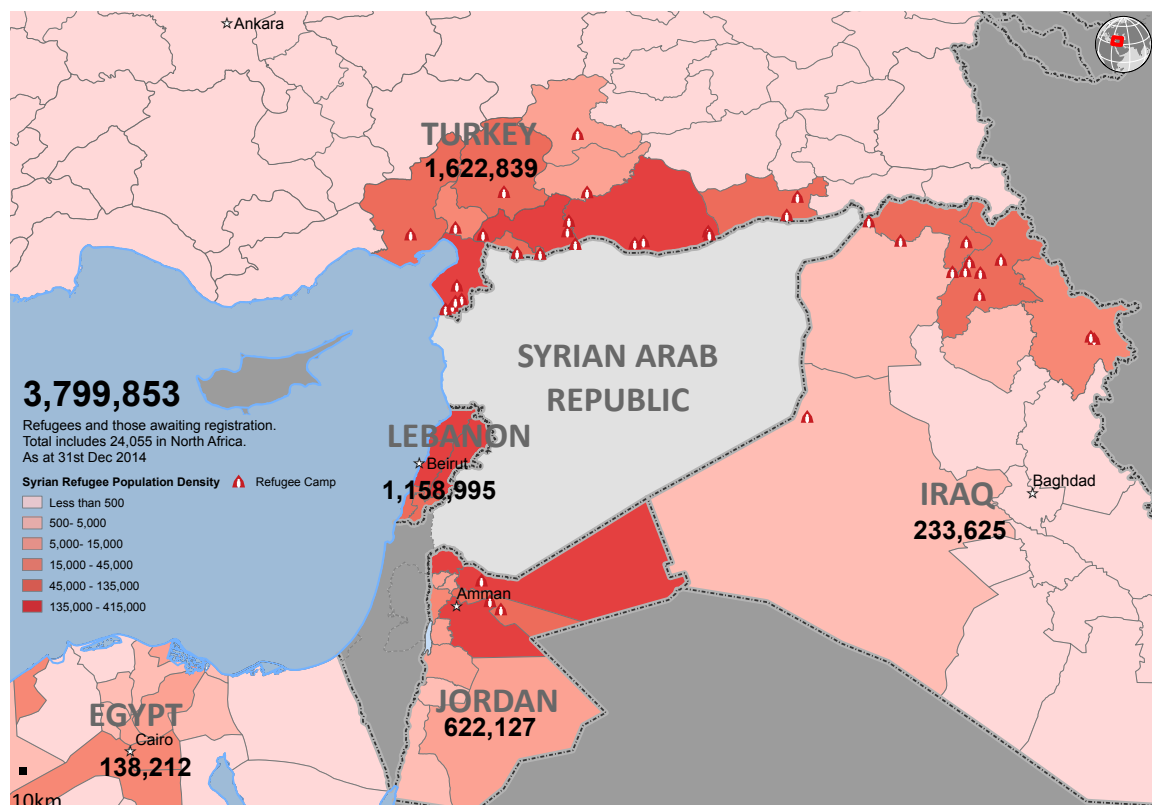 Ankara
TURKEY
1,622,839
SYRIAN ARAB
REPUBLIC
3,799,853
Refugees and those awaiting registration.
Total includes 24,055 in North Africa.
As at 31st Dec 2014
Syrian Refugee Population Density
Refugee Camp
Less than 500
500- 5,000
5,000- 15,000
15,000 - 45,000
45,000 - 135,000
135,000 - 415,000
LEBANON
Beirut
1,158,995
IRAQ
Baghdad
233,625
Amman
JORDAN
622,127
EGYPT
Cairo
138,212
10km